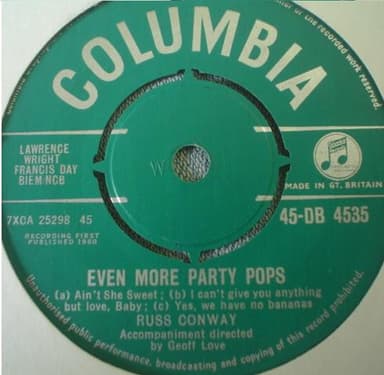 of the recorded work reserved.
COLUMBIA
LAWRENCE
WRIGHT
FRANCIS DAY
BIEM.NCB
W
MADE IN GT. BRITAIN
7XCA 25298 45
45-DB 4535
RECORDING FIRST
PUBLISHED 1960
EVEN MORE PARTY POPS
(a) Ain't She Sweet; (b) I can't give you anything
but love, Baby; (c) Yes, we have no bananas
RUSS CONWAY
Accompaniment directed
by Geoff Love
Unauthorised public performance, broadcasting and copying of this record prohibited.